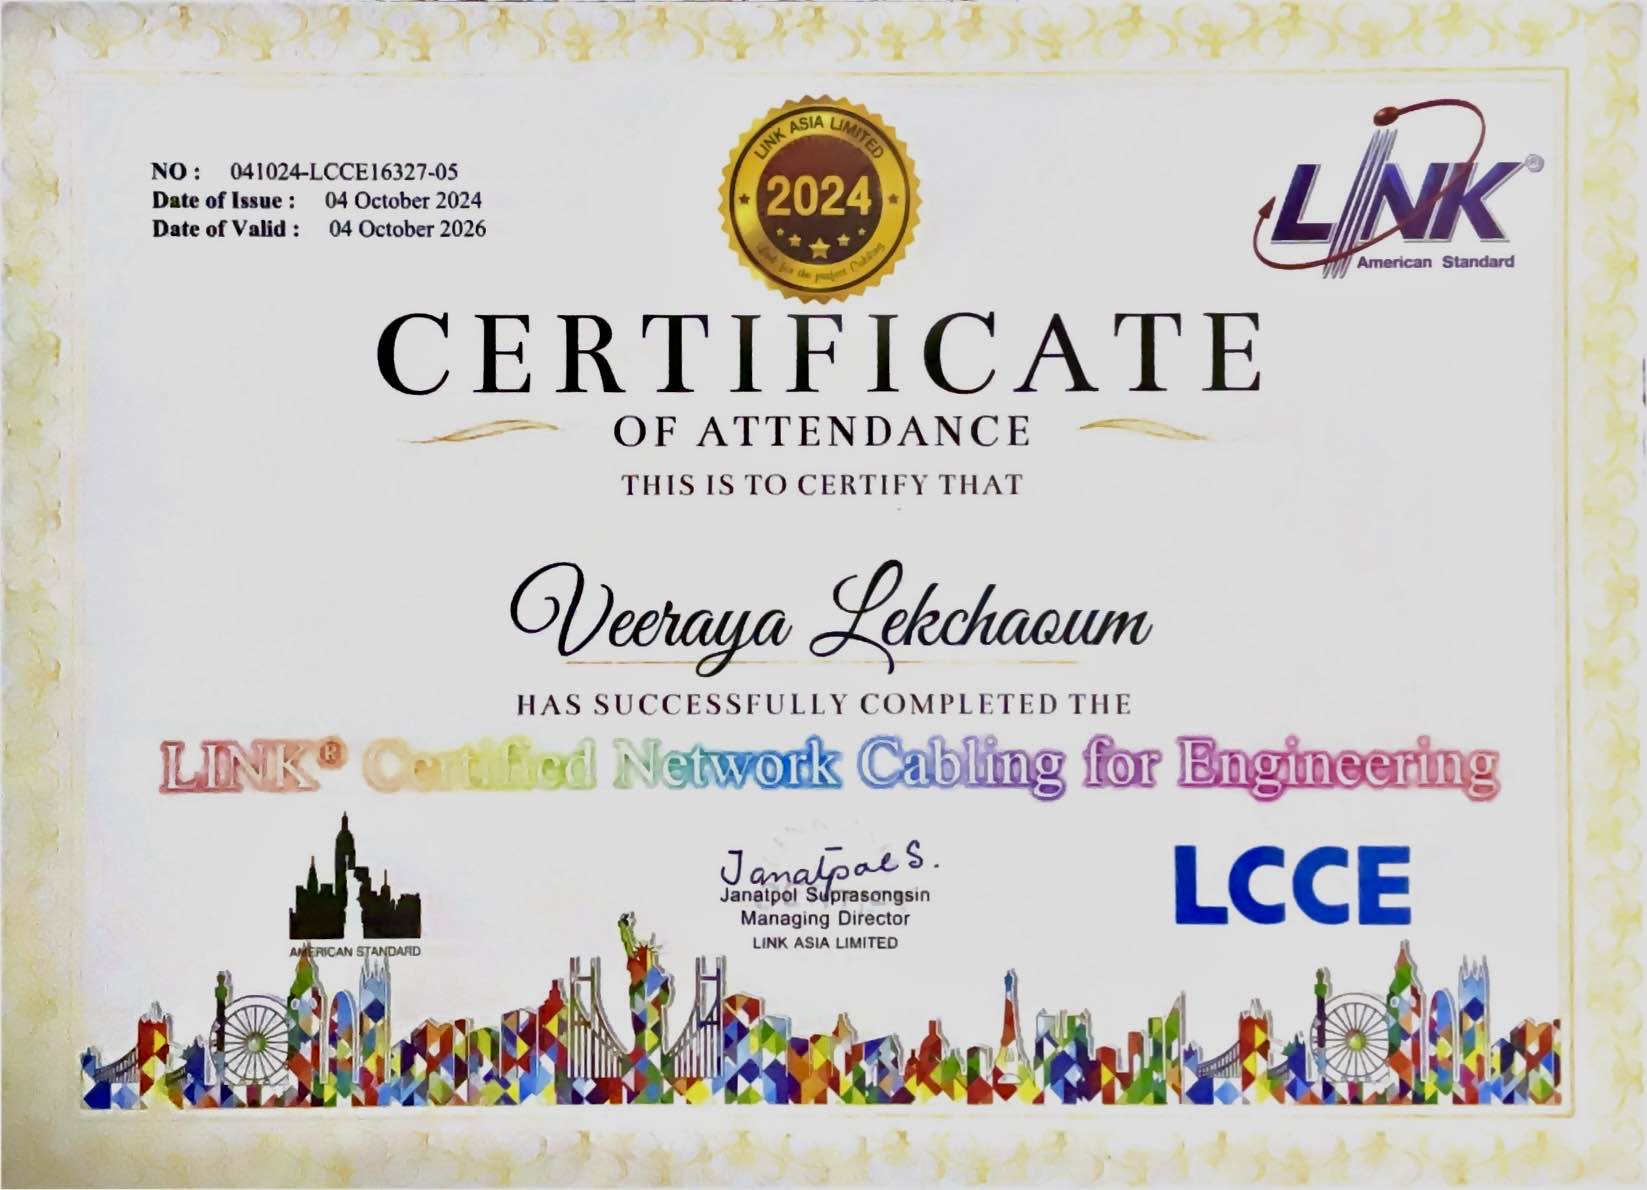 NO : 041024-LCCE16327-05
Date of Issue : 04 October 2024
Date of Valid : 04 October 2026
LINK ASIA LIMITED
2024
Link for the perfect Cabling
LINK®
American Standard
CERTIFICATE
OF ATTENDANCE
THIS IS TO CERTIFY THAT
Veeraya Lekchaoum
HAS SUCCESSFULLY COMPLETED THE
LINK® Certified Network Cabling for Engineering
AMERICAN STANDARD
Janatpol S.
Janatpol Suprasongsin
Managing Director
LINK ASIA LIMITED
LCCE